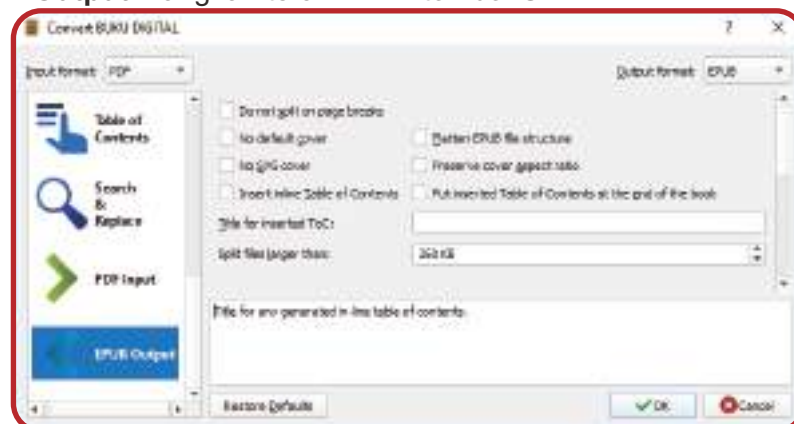 Convert BUKU DIGITAL ? ×
Input format: PDF Output format: EPUB
Table of
Contents
Search
&
Replace
PDF Input
EPUB Output
Do not split on page breaks
No default cover Flatten EPUB file structure
No SVG cover Preserve cover aspect ratio
Insert inline Table of Contents Put inserted Table of Contents at the end of the book
Title for inserted ToC:
Split files larger than: 260 KB
Title for any generated in-line table of contents.
Restore Defaults OK Cancel